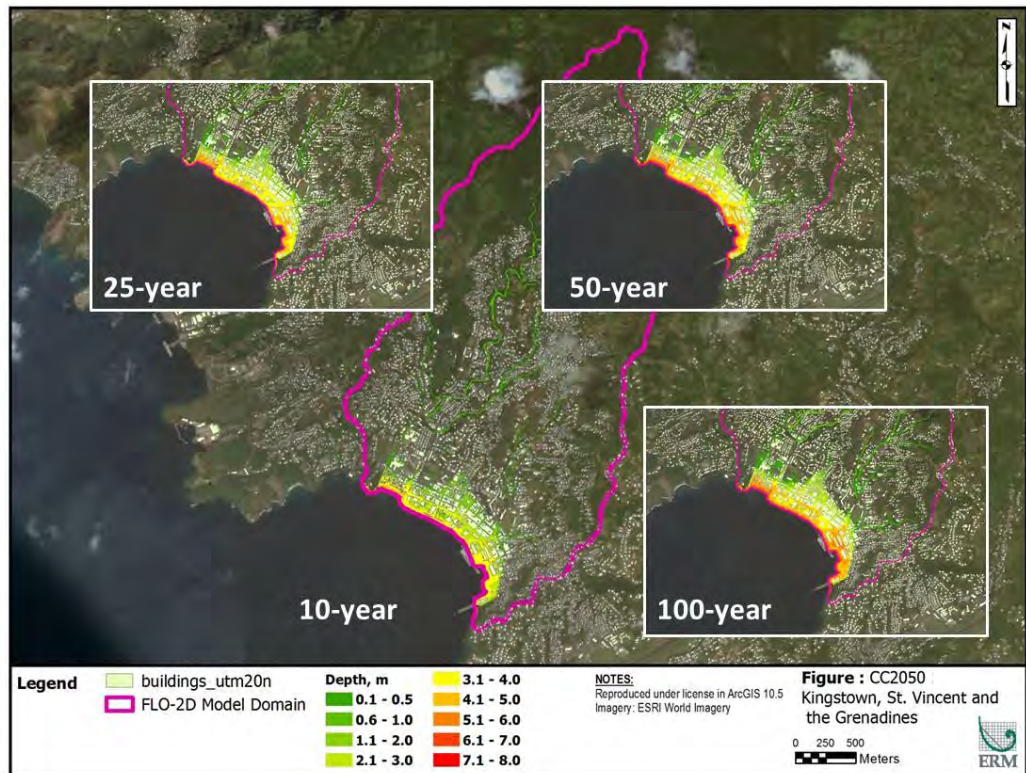 N
25-year
50-year
10-year
100-year
Legend
buildings_utm20n
FLO-2D Model Domain
Depth, m
0.1 - 0.5
0.6 - 1.0
1.1 - 2.0
2.1 - 3.0
3.1 - 4.0
4.1 - 5.0
5.1 - 6.0
6.1 - 7.0
7.1 - 8.0
NOTES:
Reproduced under license in ArcGIS 10.5
Imagery: ESRI World Imagery
Figure : CC2050
Kingstown, St. Vincent and
the Grenadines
0 250 500
Meters
ERM